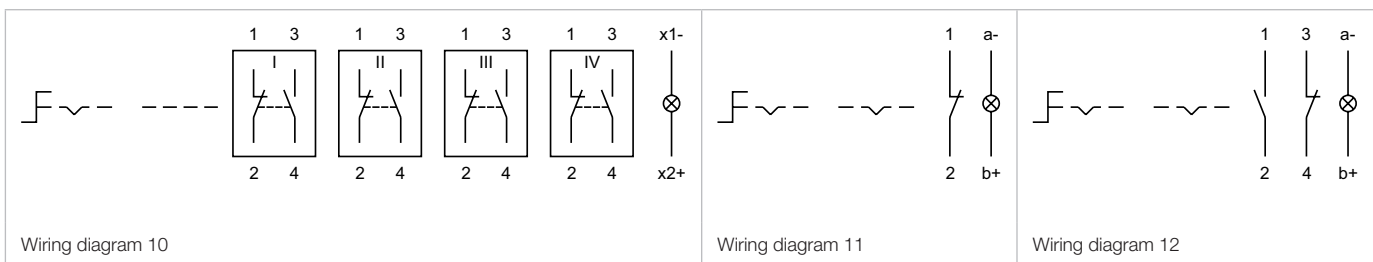 1 3 1 3 1 3 1 3 x1- 1 a- 1 3 a-
I II III IV
2 4 2 4 2 4 2 4 x2+ 2 b+ 2 4 b+
Wiring diagram 10 Wiring diagram 11 Wiring diagram 12